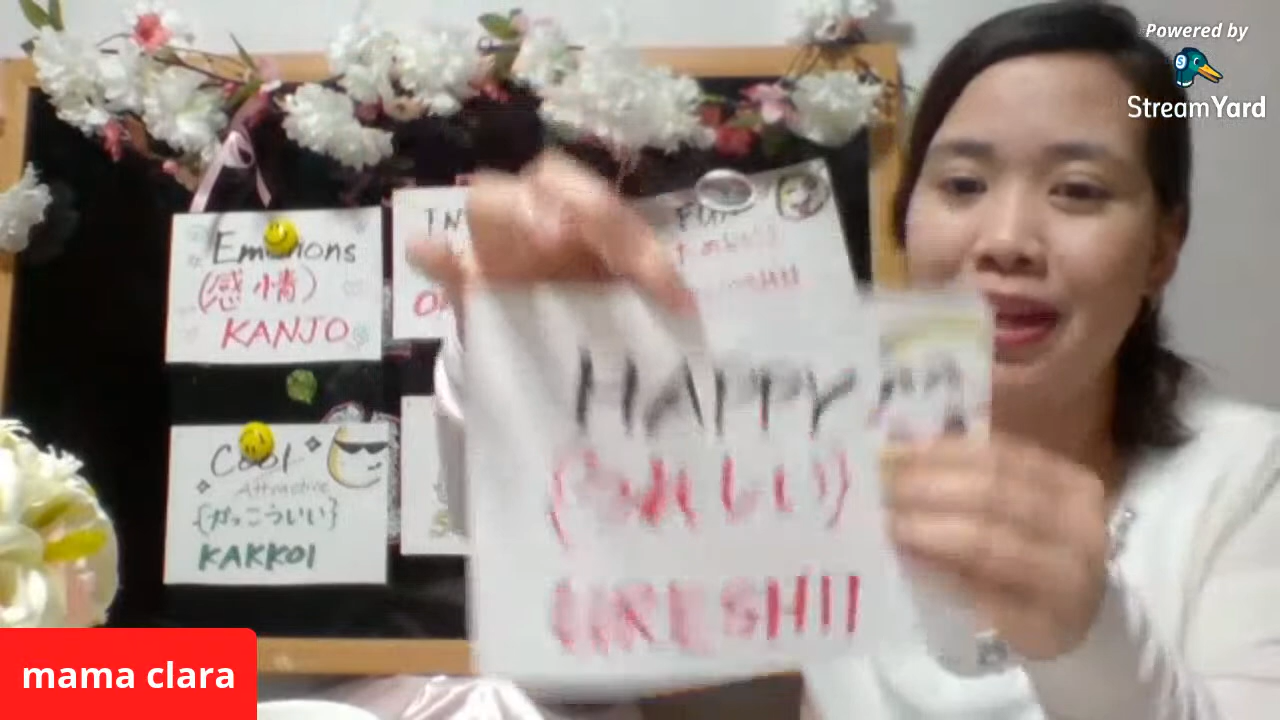 Powered by
StreamYard
Emotions
(感情)
KANJO
Cool
Attractive
{かっこういい}
KAKKOI
HAPPY
(うれしい)
URESHII
mama clara